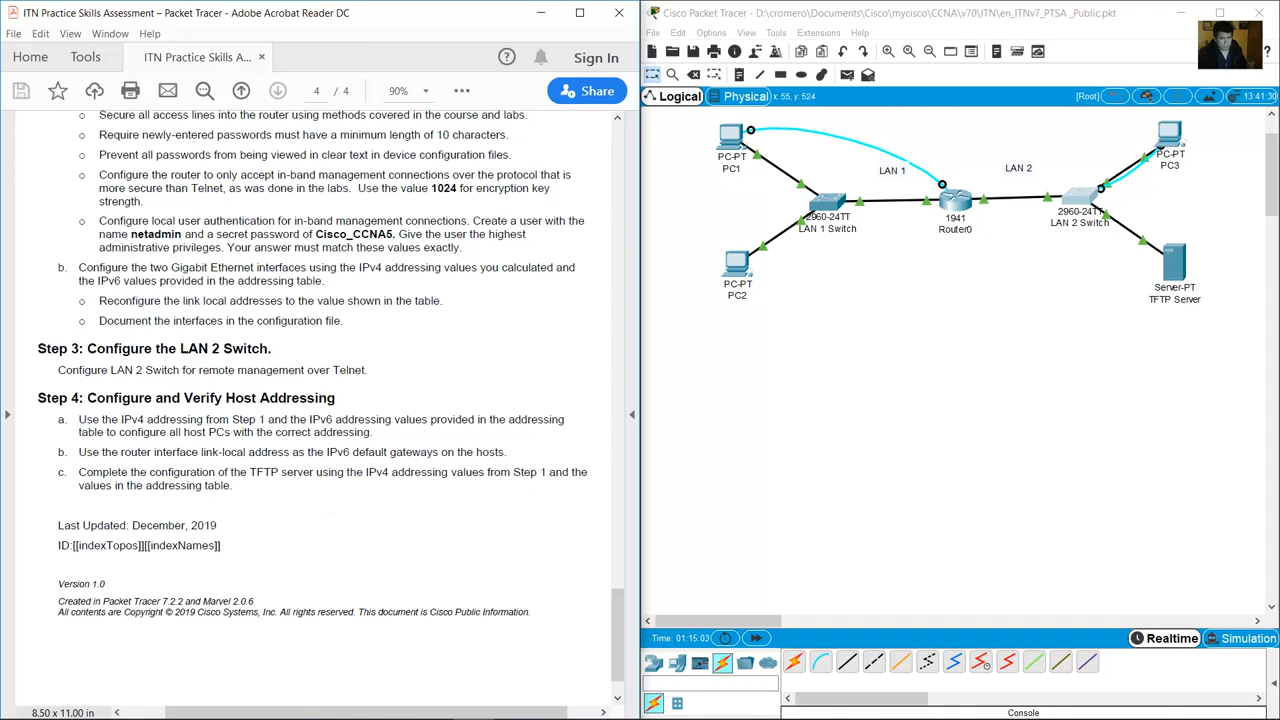 ITN Practice Skills Assessment – Packet Tracer - Adobe Acrobat Reader DC
File Edit View Window Help
Home Tools ITN Practice Skills A... × Sign In
4 / 4 90% Share
Secure all access lines into the router using methods covered in the course and labs.
o Require newly-entered passwords must have a minimum length of 10 characters.
o Prevent all passwords from being viewed in clear text in device configuration files.
o Configure the router to only accept in-band management connections over the protocol that is
more secure than Telnet, as was done in the labs. Use the value 1024 for encryption key
strength.
o Configure local user authentication for in-band management connections. Create a user with the
name netadmin and a secret password of Cisco_CCNA5. Give the user the highest
administrative privileges. Your answer must match these values exactly.
b. Configure the two Gigabit Ethernet interfaces using the IPv4 addressing values you calculated and
the IPv6 values provided in the addressing table.
o Reconfigure the link local addresses to the value shown in the table.
o Document the interfaces in the configuration file.
Step 3: Configure the LAN 2 Switch.
Configure LAN 2 Switch for remote management over Telnet.
Step 4: Configure and Verify Host Addressing
a. Use the IPv4 addressing from Step 1 and the IPv6 addressing values provided in the addressing
table to configure all host PCs with the correct addressing.
b. Use the router interface link-local address as the IPv6 default gateways on the hosts.
c. Complete the configuration of the TFTP server using the IPv4 addressing values from Step 1 and the
values in the addressing table.
Last Updated: December, 2019
ID:[[indexTopos]][[indexNames]]
Version 1.0
Created in Packet Tracer 7.2.2 and Marvel 2.0.6
All contents are Copyright © 2019 Cisco Systems, Inc. All rights reserved. This document is Cisco Public Information.
8.50 x 11.00 in
Cisco Packet Tracer - D:\cromero\Documents\Cisco\mycisco\CCNA\v70\ITN\en_ITNv7_PTSA _Public.pkt
File Edit Options View Tools Extensions Help
Logical Physical x: 55, y: 524 [Root] 13:41:30
PC-PT
PC1
LAN 1
LAN 2
PC-PT
PC3
2960-24TT
LAN 1 Switch
1941
Router0
2960-24TT
LAN 2 Switch
PC-PT
PC2
Server-PT
TFTP Server
Time: 01:15:03 Realtime Simulation
Console